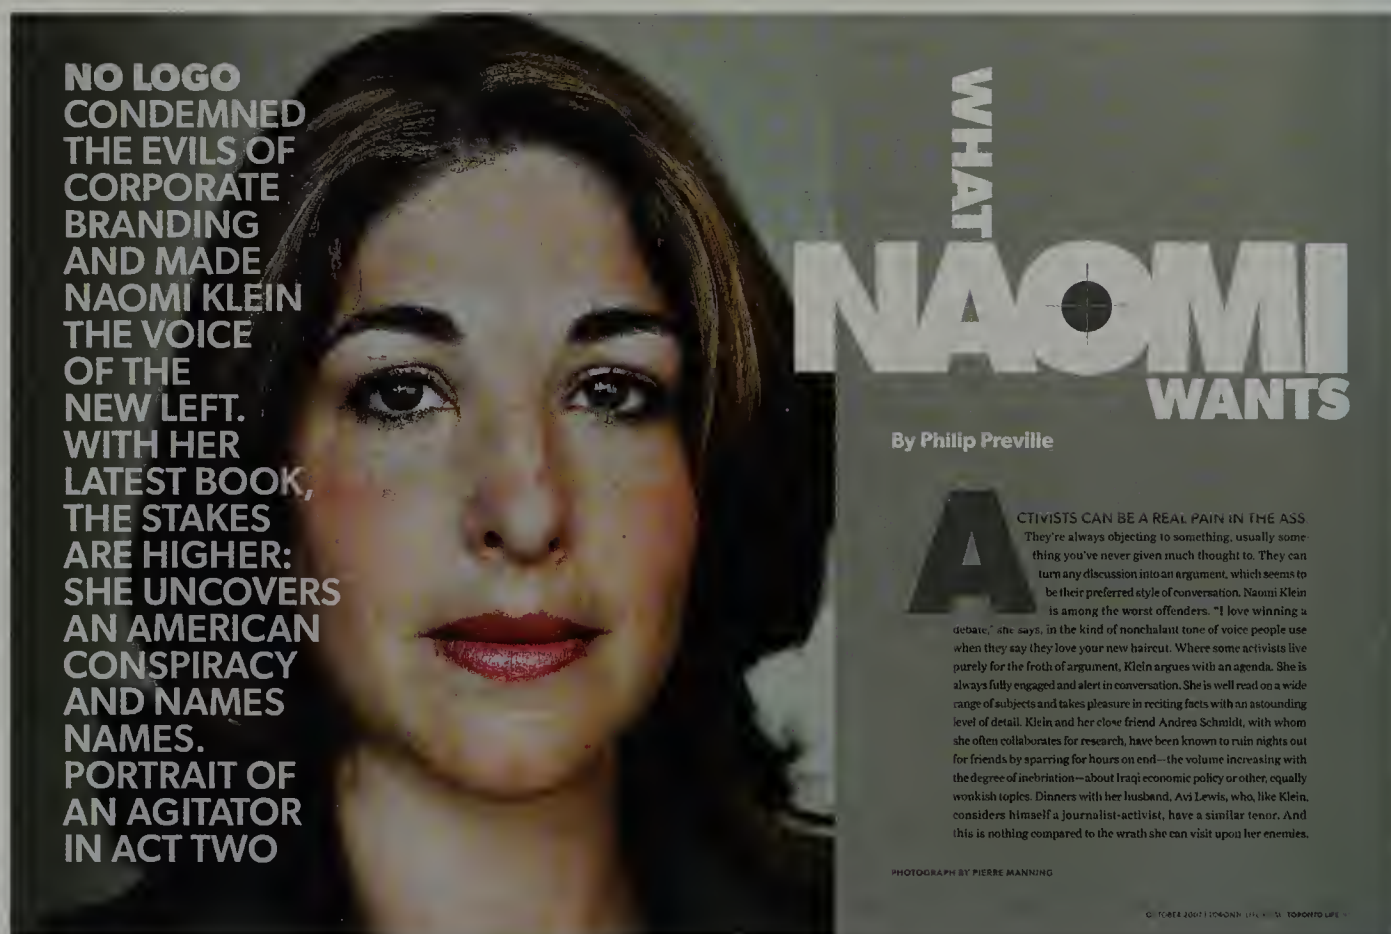 NO LOGO
CONDEMNED
THE EVILS OF
CORPORATE
BRANDING
AND MADE
NAOMI KLEIN
THE VOICE
OF THE
NEW LEFT.
WITH HER
LATEST BOOK,
THE STAKES
ARE HIGHER:
SHE UNCOVERS
AN AMERICAN
CONSPIRACY
AND NAMES
NAMES.
PORTRAIT OF
AN AGITATOR
IN ACT TWO
WHAT
NAOMI
WANTS
By Philip Preville
ACTIVISTS CAN BE A REAL PAIN IN THE ASS
They're always objecting to something, usually some-
thing you've never given much thought to. They can
turn any discussion into an argument, which seems to
be their preferred style of conversation. Naomi Klein
is among the worst offenders. "I love winning a
debate," she says, in the kind of nonchalant tone of voice people use
when they say they love your new haircut. Where some activists live
purely for the froth of argument, Klein argues with an agenda. She is
always fully engaged and alert in conversation. She is well read on a wide
range of subjects and takes pleasure in reciting facts with an astounding
level of detail. Klein and her close friend Andrea Schmidt, with whom
she often collaborates for research, have been known to ruin nights out
for friends by sparring for hours on end—the volume increasing with
the degree of inebriation—about Iraqi economic policy or other, equally
wonkish topics. Dinners with her husband, Avi Lewis, who, like Klein,
considers himself a journalist-activist, have a similar tenor. And
this is nothing compared to the wrath she can visit upon her enemies.
PHOTOGRAPH BY PIERRE MANNING
OCTOBER 2007 TORONTO LIFE